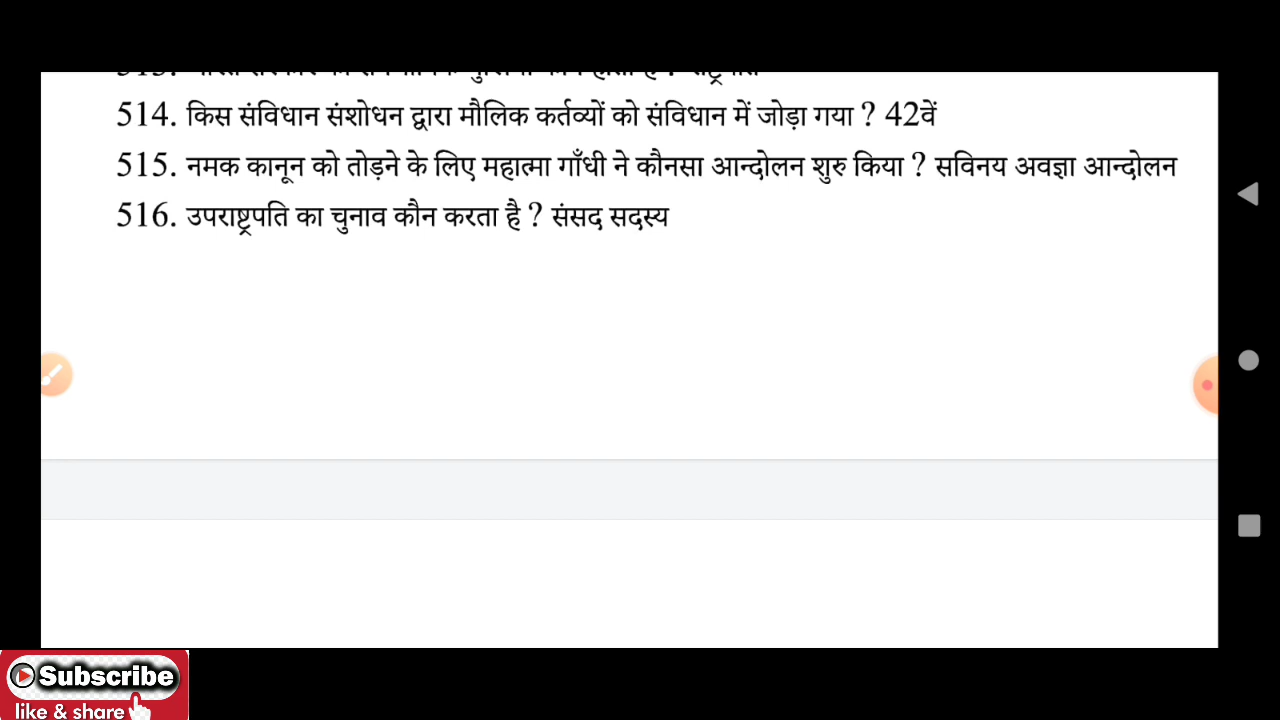 514. किस संविधान संशोधन द्वारा मौलिक कर्तव्यों को संविधान में जोड़ा गया ? 42वें
515. नमक कानून को तोड़ने के लिए महात्मा गाँधी ने कौनसा आन्दोलन शुरु किया ? सविनय अवज्ञा आन्दोलन
516. उपराष्ट्रपति का चुनाव कौन करता है ? संसद सदस्य
Subscribe
like & share